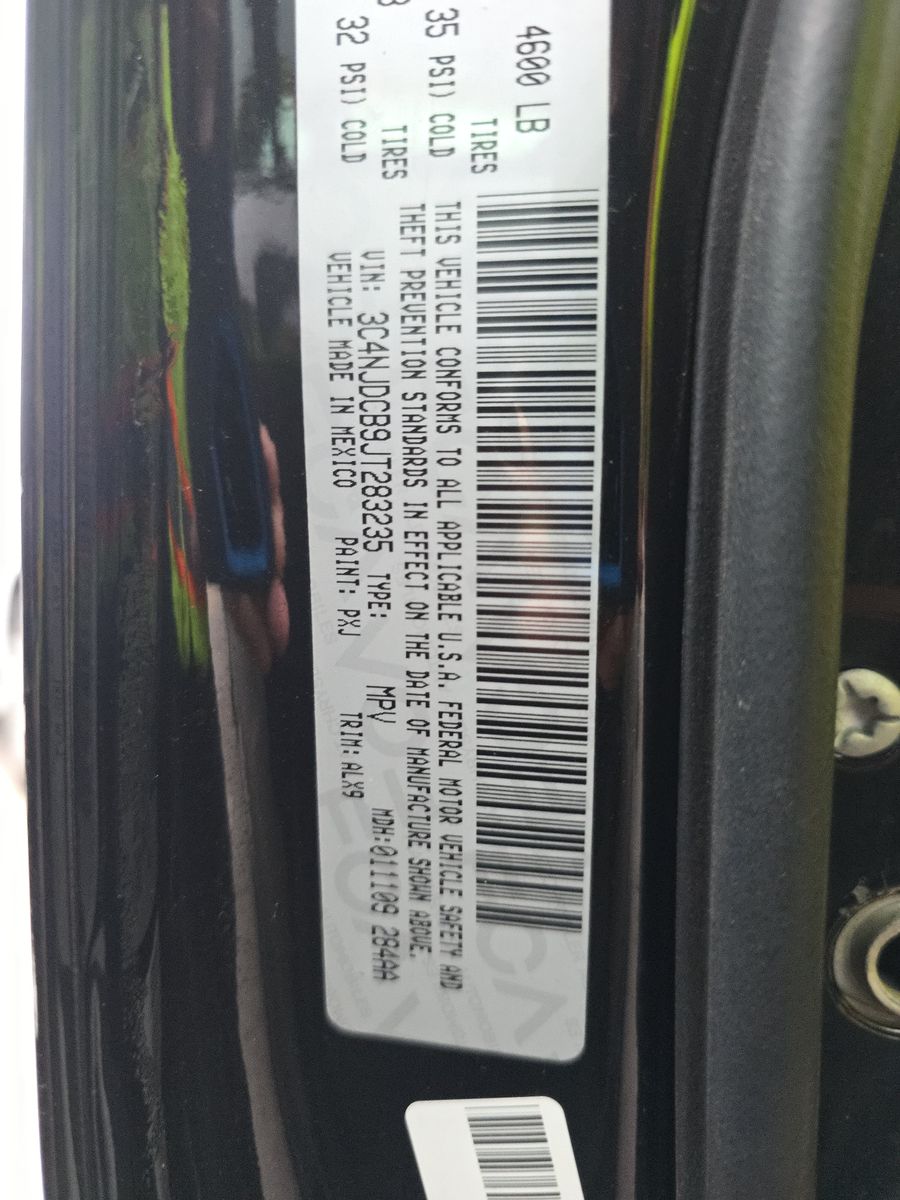 4600 LB
TIRES
35 PSI) COLD
TIRES
32 PSI) COLD
THIS VEHICLE CONFORMS TO ALL APPLICABLE U.S.A. FEDERAL MOTOR VEHICLE SAFETY AND
THEFT PREVENTION STANDARDS IN EFFECT ON THE DATE OF MANUFACTURE SHOWN ABOVE.
VIN: 3C4NJDCB9JT283235 TYPE: MPV MDH:011109 284AA
VEHICLE MADE IN MEXICO PAINT: PXJ TRIM: ALX9